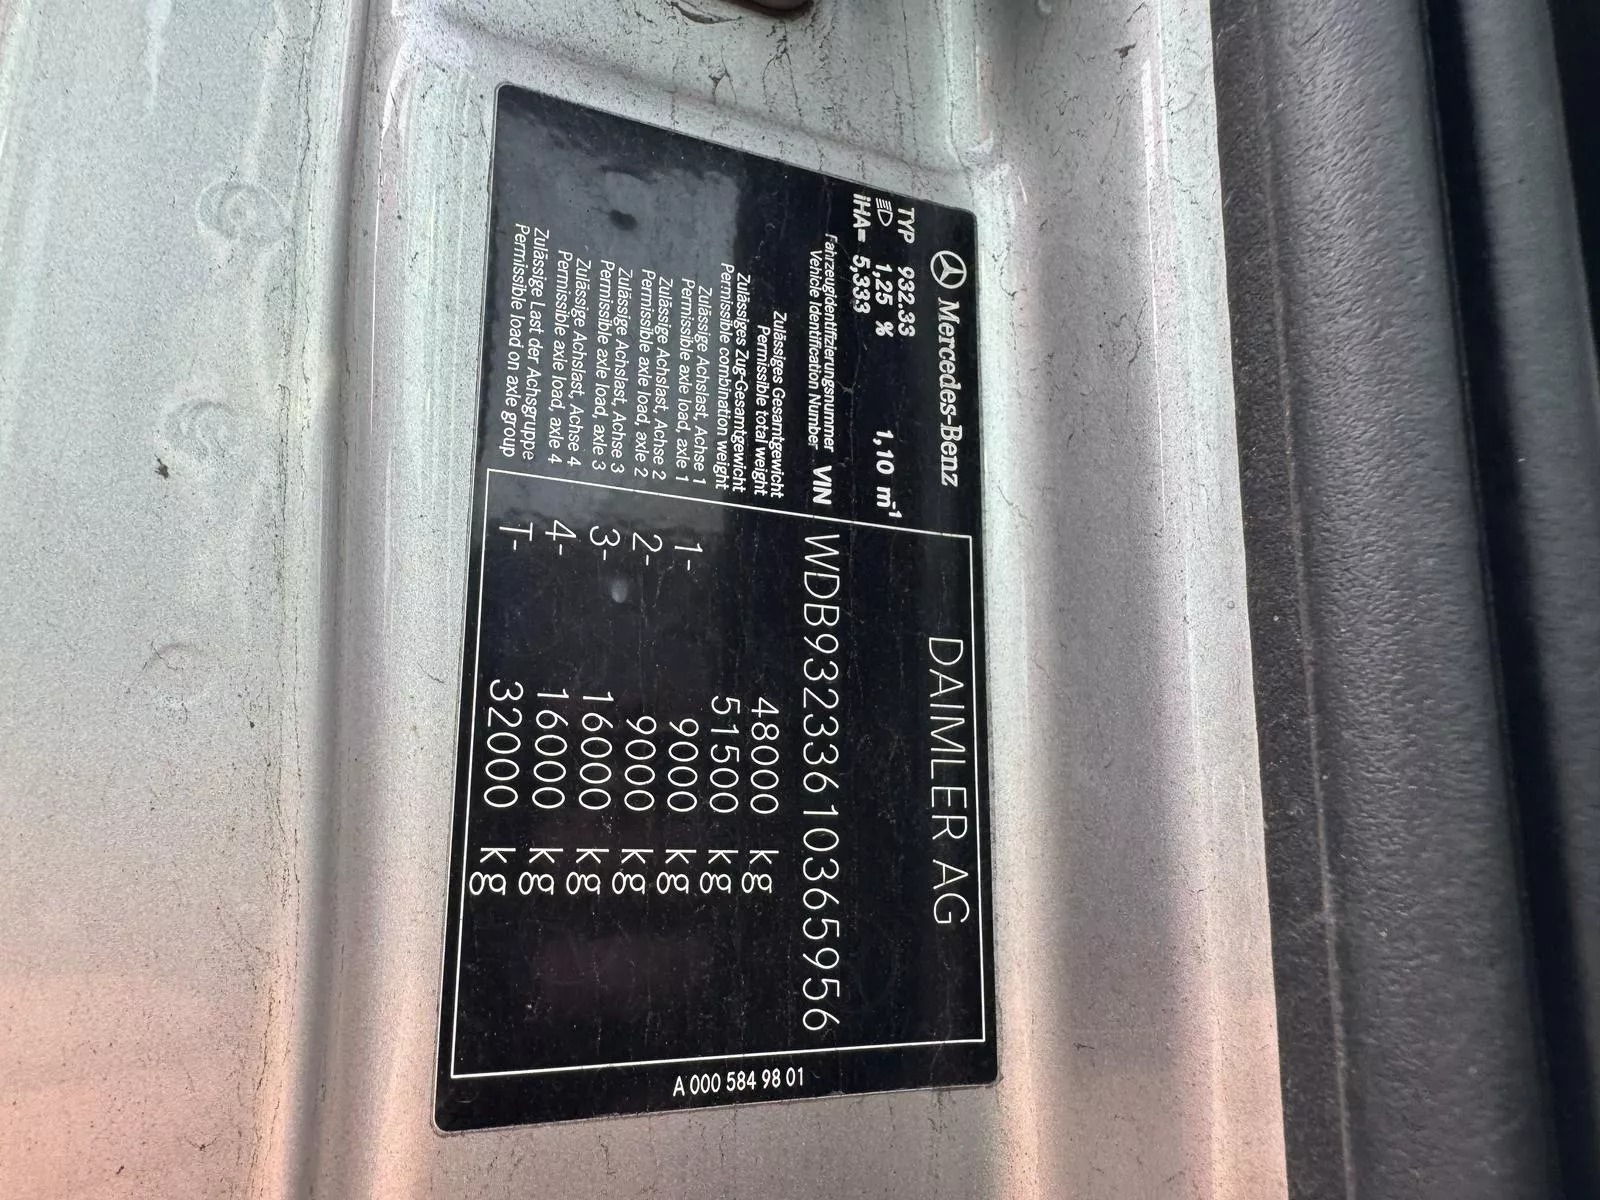 Mercedes-Benz
DAIMLER AG
TYP 932.33
1,25 % 1,10 m⁻¹
iHA= 5,333
Fahrzeugidentifizierungsnummer
Vehicle Identification Number VIN WDB93233610365956
Zulässiges Gesamtgewicht
Permissible total weight 48000 kg
Zulässiges Zug-Gesamtgewicht
Permissible combination weight 51500 kg
Zulässige Achslast, Achse 1
Permissible axle load, axle 1 1- 9000 kg
Zulässige Achslast, Achse 2
Permissible axle load, axle 2 2- 9000 kg
Zulässige Achslast, Achse 3
Permissible axle load, axle 3 3- 16000 kg
Zulässige Achslast, Achse 4
Permissible axle load, axle 4 4- 16000 kg
Zulässige Last der Achsgruppe
Permissible load on axle group T- 32000 kg
A 000 584 98 01